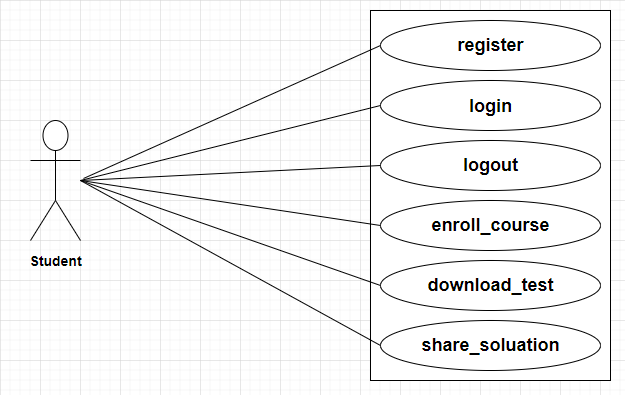 register
login
logout
enroll_course
download_test
share_soluation
Student